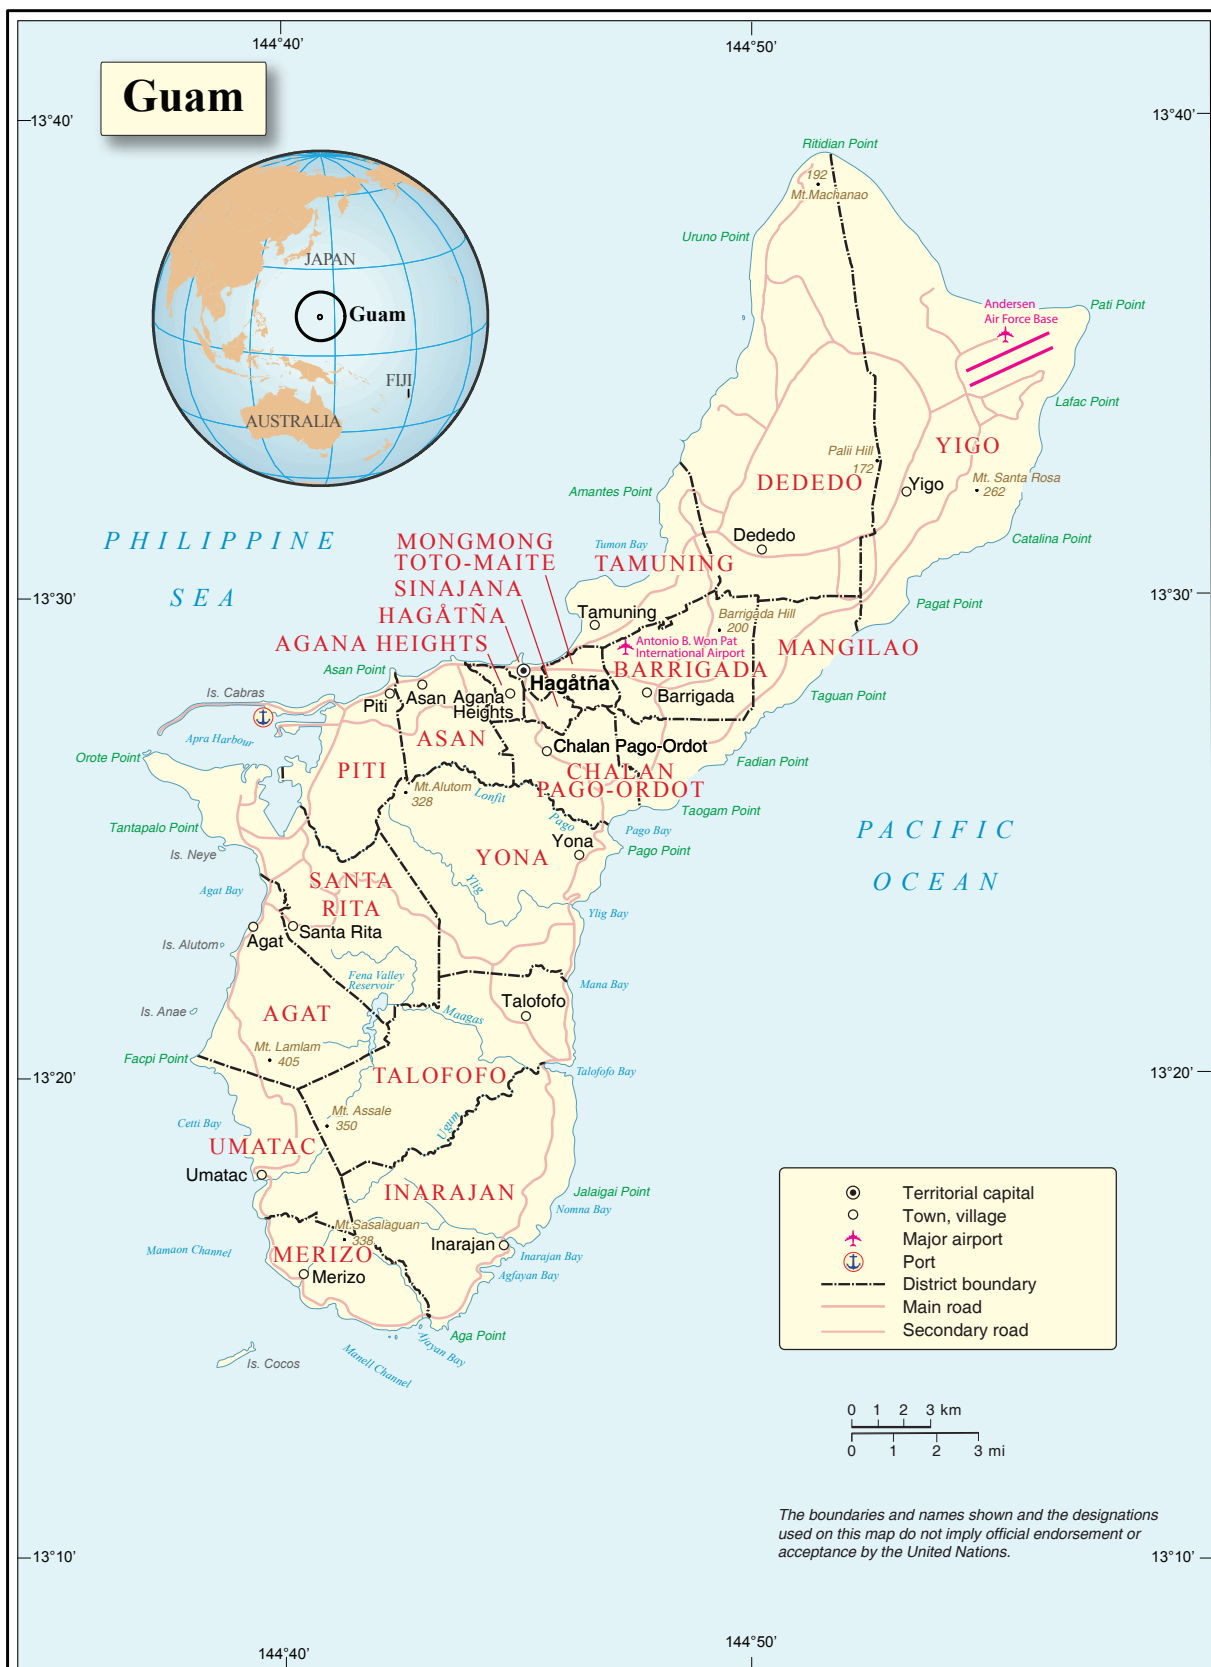 144°40'
144°50'
Guam
13°40'
13°40'
Ritidian Point
192
Mt.Machanao
Uruno Point
JAPAN
Guam
FIJI
AUSTRALIA
Andersen
Air Force Base
Pati Point
Lafac Point
YIGO
Palii Hill
172
DEDEDO
Yigo
Mt. Santa Rosa
262
Amantes Point
Dededo
Catalina Point
PHILIPPINE
SEA
MONGMONG
TOTO-MAITE
SINAJANA
HAGÅTÑA
AGANA HEIGHTS
Tumon Bay
TAMUNING
13°30'
13°30'
Tamuning
Barrigada Hill
200
Pagat Point
Antonio B. Won Pat
International Airport
MANGILAO
BARRIGADA
Asan Point
Hagåtña
Is. Cabras
Piti
Asan
Agana
Heights
Barrigada
Taguan Point
Apra Harbour
ASAN
Chalan Pago-Ordot
Orote Point
PITI
CHALAN
PAGO-ORDOT
Fadian Point
Mt.Alutom
328
Lonfit
Taogam Point
Tantapalo Point
Pago
Pago Bay
PACIFIC
OCEAN
Is. Neye
YONA
Yona
Pago Point
Agat Bay
SANTA
RITA
Ylig
Ylig Bay
Agat
Santa Rita
Is. Alutom
Fena Valley
Reservoir
Mana Bay
Is. Anae
AGAT
Maagas
Talofofo
Facpi Point
Mt. Lamlam
405
TALOFOFO
Talofofo Bay
13°20'
13°20'
Cetti Bay
Mt. Assale
350
Ugum
UMATAC
Umatac
INARAJAN
Jalaigai Point
Nomna Bay
Mt.Sasalaguan
338
Mamaon Channel
MERIZO
Inarajan
Inarajan Bay
Merizo
Agfayan Bay
Aga Point
Ajayan Bay
Manell Channel
Is. Cocos
Territorial capital
Town, village
Major airport
Port
District boundary
Main road
Secondary road
0 1 2 3 km
0 1 2 3 mi
The boundaries and names shown and the designations
used on this map do not imply official endorsement or
acceptance by the United Nations.
13°10'
13°10'
144°40'
144°50'